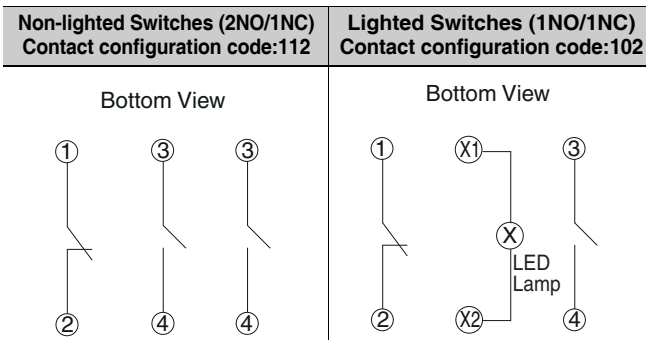 Non-lighted Switches (2NO/1NC)
Contact configuration code:112
Lighted Switches (1NO/1NC)
Contact configuration code:102
Bottom View
1 3 3
2 4 4
Bottom View
1 X1 3
X
LED
Lamp
2 X2 4